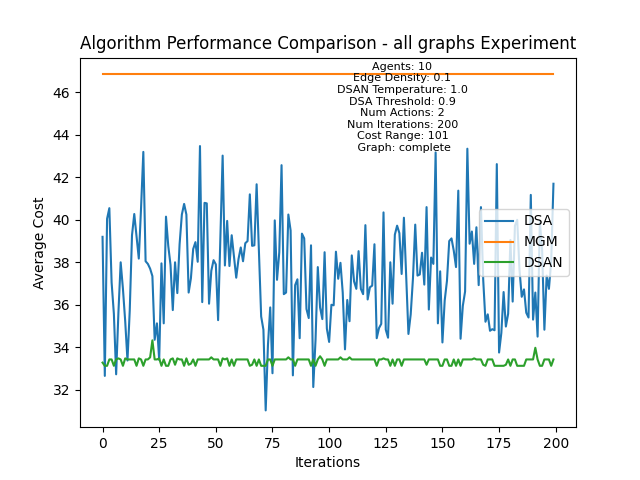 Algorithm Performance Comparison - all graphs Experiment
Agents: 10
Edge Density: 0.1
DSAN Temperature: 1.0
DSA Threshold: 0.9
Num Actions: 2
Num Iterations: 200
Cost Range: 101
Graph: complete
Average Cost
46
44
42
40
38
36
34
32
DSA
MGM
DSAN
0
25
50
75
100
125
150
175
200
Iterations